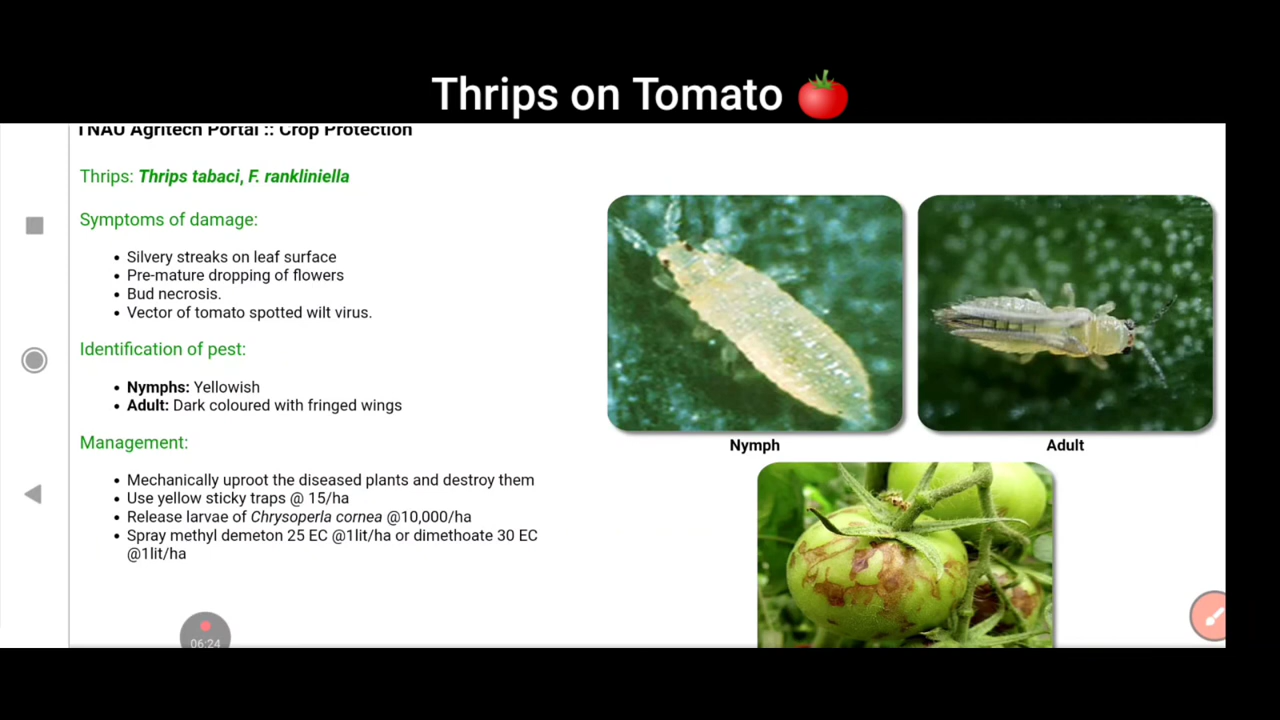 Thrips on Tomato 🍅
TNAU Agritech Portal :: Crop Protection
Thrips: Thrips tabaci, F. rankliniella
Symptoms of damage:
Silvery streaks on leaf surface
Pre-mature dropping of flowers
Bud necrosis.
Vector of tomato spotted wilt virus.
Identification of pest:
Nymphs: Yellowish
Adult: Dark coloured with fringed wings
Management:
Mechanically uproot the diseased plants and destroy them
Use yellow sticky traps @ 15/ha
Release larvae of Chrysoperla cornea @10,000/ha
Spray methyl demeton 25 EC @1lit/ha or dimethoate 30 EC
@1lit/ha
Nymph
Adult
06:24